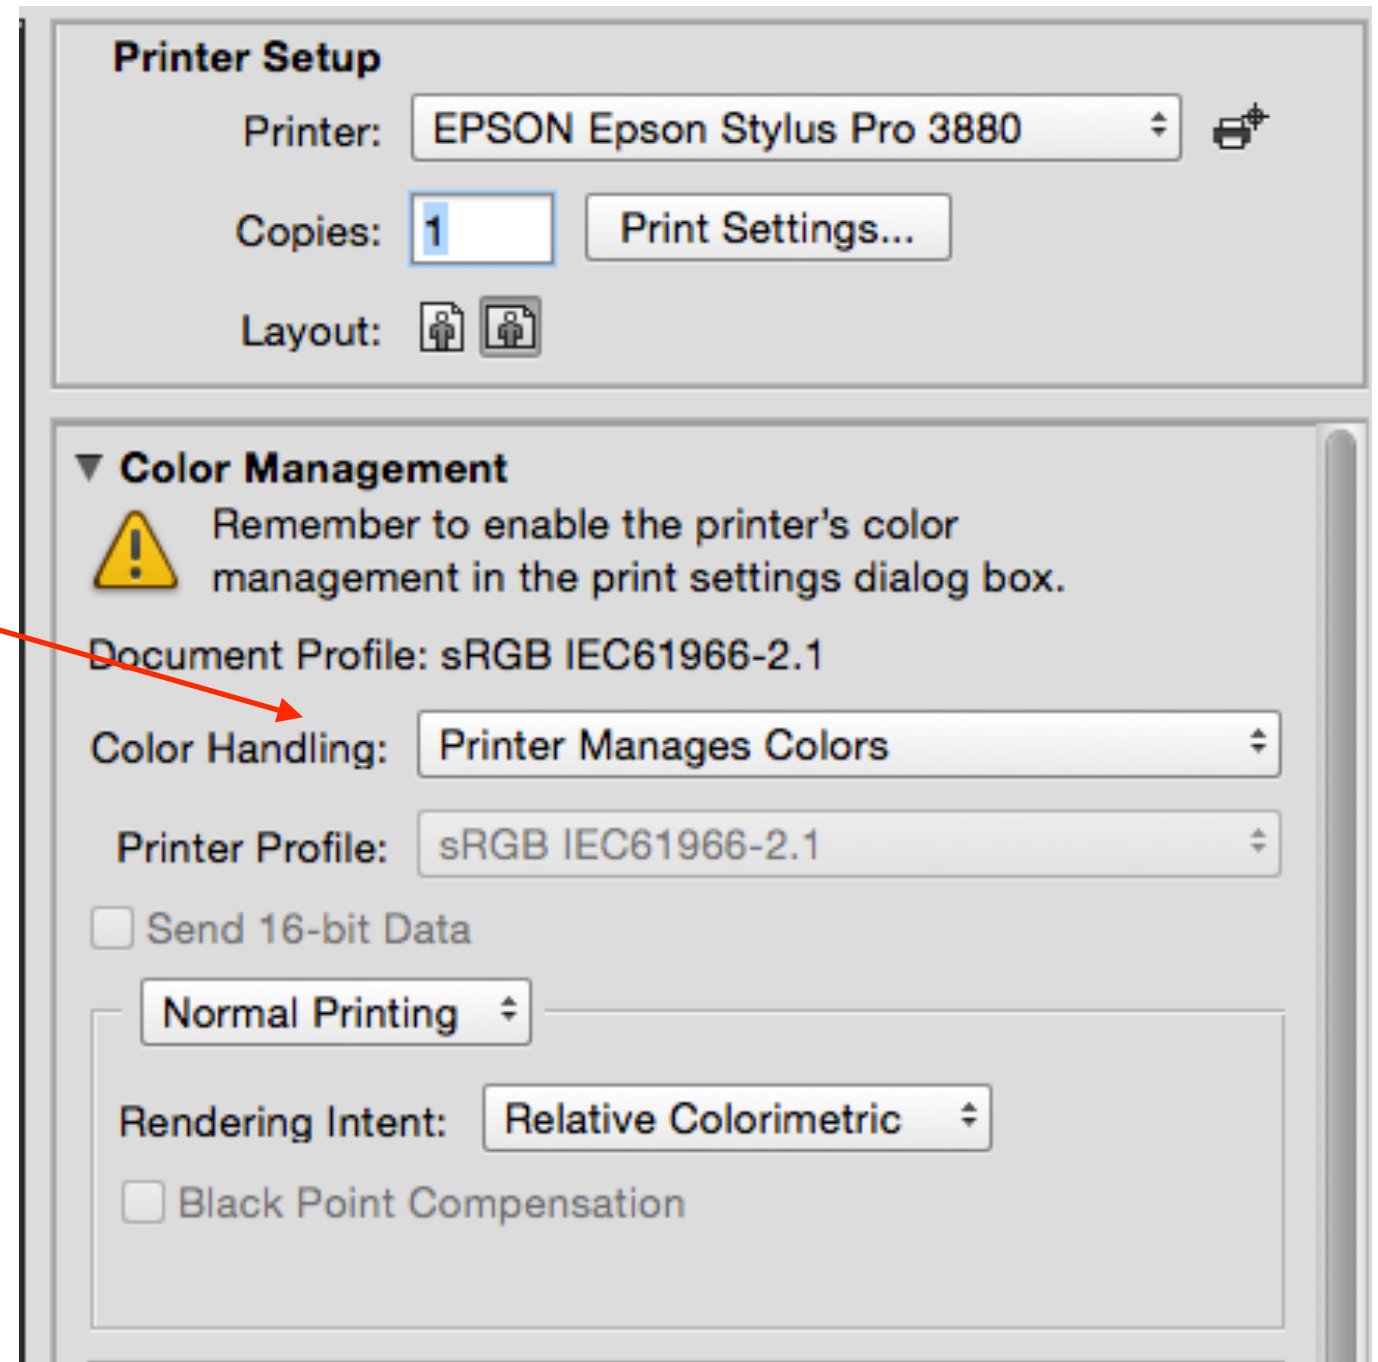 Printer Setup
Printer: EPSON Epson Stylus Pro 3880
Copies: 1 Print Settings...
Layout:
Color Management
Remember to enable the printer's color
management in the print settings dialog box.
Document Profile: sRGB IEC61966-2.1
Color Handling: Printer Manages Colors
Printer Profile: sRGB IEC61966-2.1
Send 16-bit Data
Normal Printing
Rendering Intent: Relative Colorimetric
Black Point Compensation